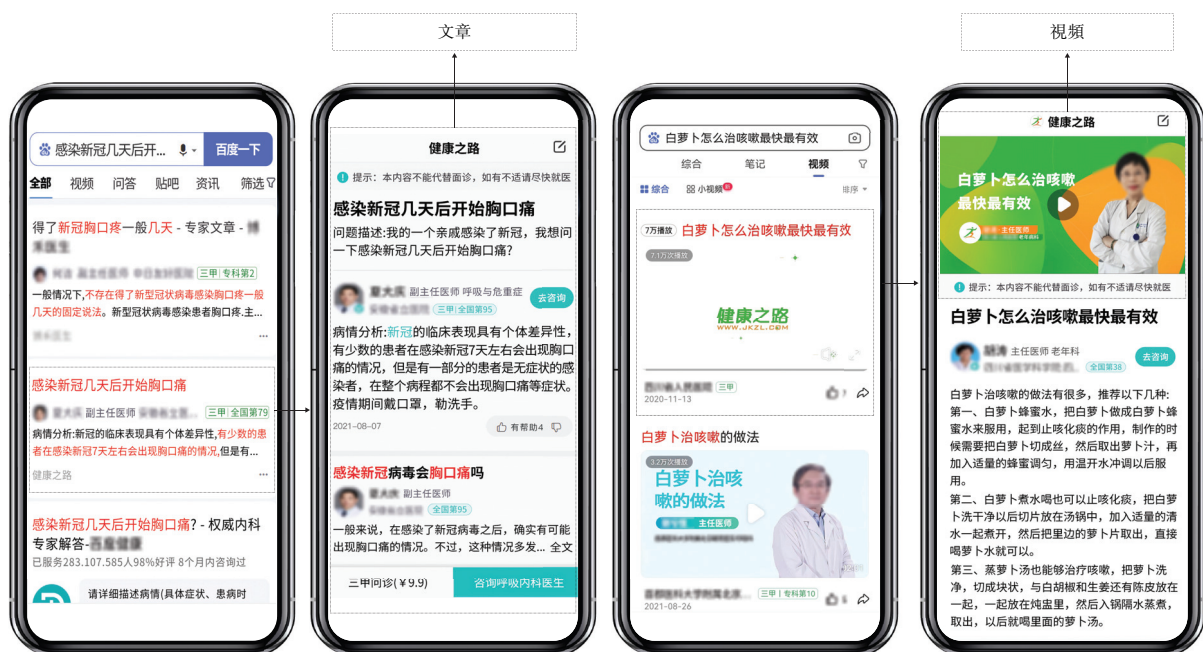 文章
視頻
感染新冠几天后开...
百度一下
全部 视频 问答 贴吧 资讯 筛选
得了新冠胸口疼一般几天 - 专家文章 -
医生
副主任医师 中日友好医院 三甲 专科第2
一般情况下,不存在得了新型冠状病毒感染胸口疼一般
几天的固定说法。新型冠状病毒感染患者胸口疼.主...
...
感染新冠几天后开始胸口痛
副主任医师 三甲 全国第79
病情分析:新冠的临床表现具有个体差异性,有少数的患
者在感染新冠7天左右会出现胸口痛的情况,但是有...
健康之路 ...
感染新冠几天后开始胸口痛? - 权威内科
专家解答-百度健康
已服务283.107.585人98%好评 8个月内咨询过
请详细描述病情(具体症状、患病时
健康之路
提示：本内容不能代替面诊，如有不适请尽快就医
感染新冠几天后开始胸口痛
问题描述:我的一个亲戚感染了新冠，我想问
一下感染新冠几天后开始胸口痛?
副主任医师 呼吸与危重症
去咨询
三甲 全国第95
病情分析:新冠的临床表现具有个体差异性，
有少数的患者在感染新冠7天左右会出现胸口
痛的情况，但是有一部分的患者是无症状的感
染者，在整个病程都不会出现胸口痛等症状。
疫情期间戴口罩，勤洗手。
2021-08-07 有帮助4
感染新冠病毒会胸口痛吗
副主任医师
全国第95
一般来说，在感染了新冠病毒之后，确实有可能
出现胸口痛的情况。不过，这种情况多发... 全文
三甲问诊(￥9.9) 咨询呼吸内科医生
白萝卜怎么治咳嗽最快最有效
综合 笔记 视频
综合 小视频 排序
7万播放 白萝卜怎么治咳嗽最快最有效
7.1万次播放
健康之路
WWW.JKZL.COM
四川省人民医院 三甲
2020-11-13
白萝卜治咳嗽的做法
3.2万次播放
白萝卜治咳
嗽的做法
主任医师
首都医科大学附属北京... 三甲 专科第10
2021-08-26
健康之路
白萝卜怎么治咳嗽
最快最有效
主任医师
老年病科
提示：本内容不能代替面诊，如有不适请尽快就医
白萝卜怎么治咳嗽最快最有效
主任医师 老年科
去咨询
全国第38
白萝卜治咳嗽的做法有很多，推荐以下几种:
第一、白萝卜蜂蜜水，把白萝卜做成白萝卜蜂
蜜水来服用，起到止咳化痰的作用，制作的时
候需要把白萝卜切成丝，然后取出萝卜汁，再
加入适量的蜂蜜调匀，用温开水冲调以后服
用。
第二、白萝卜煮水喝也可以止咳化痰，把白萝
卜洗干净以后切片放在汤锅中，加入适量的清
水一起煮开，然后把里边的萝卜片取出，直接
喝萝卜水就可以。
第三、蒸萝卜汤也能够治疗咳嗽，把萝卜洗
净，切成块状，与白胡椒和生姜还有陈皮放在
一起，一起放在炖盅里，然后入锅隔水蒸煮，
取出，以后就喝里面的萝卜汤。